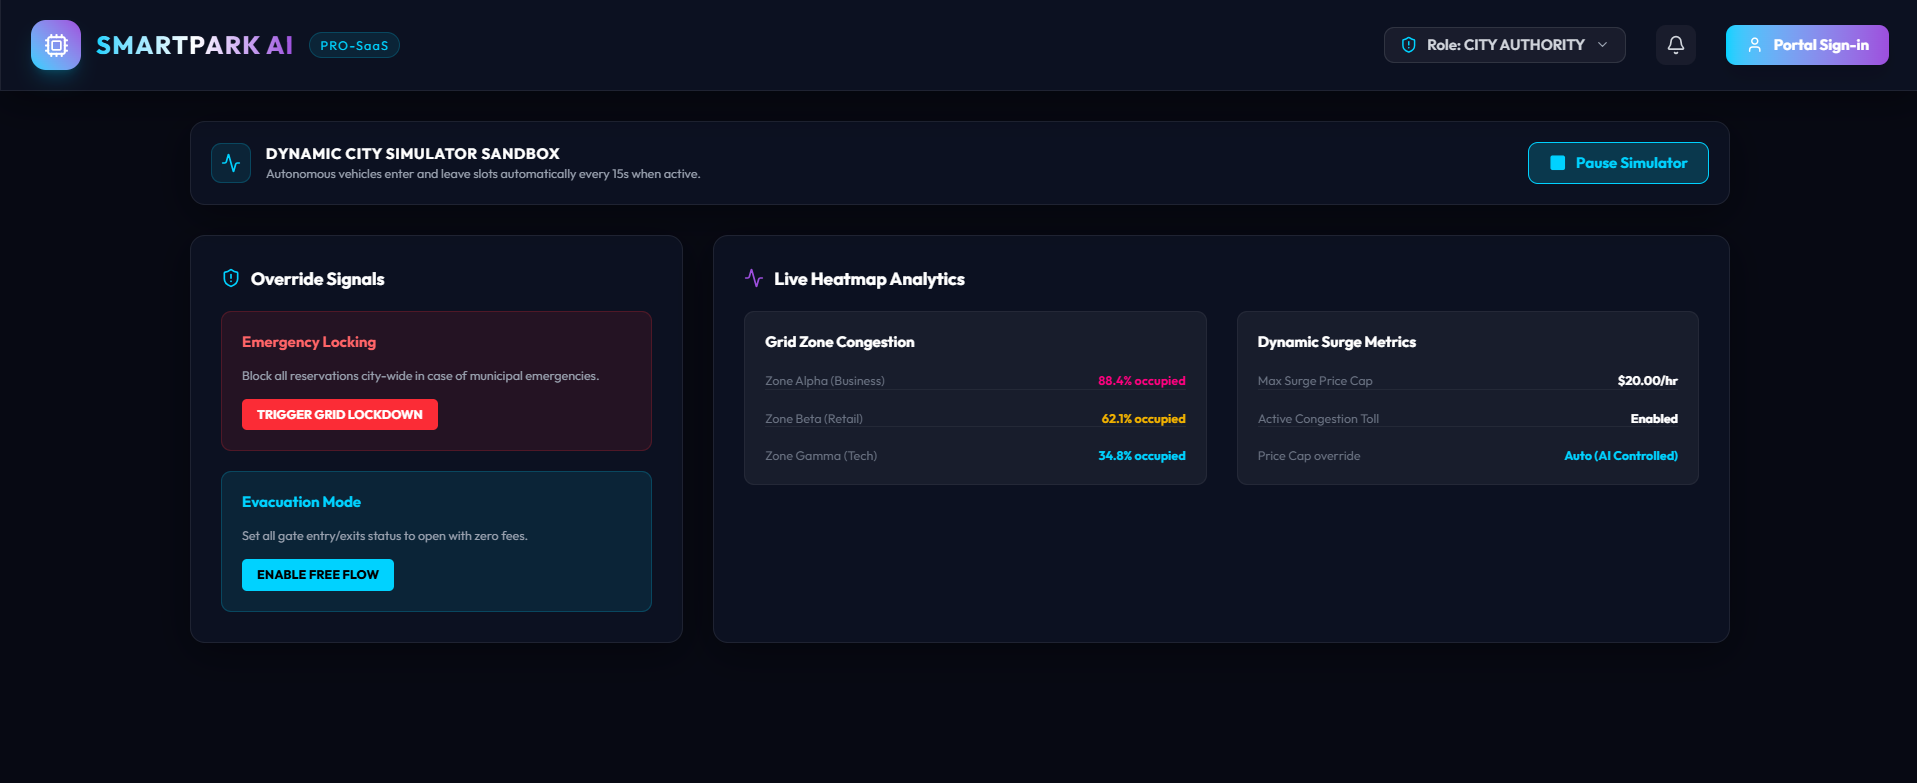 SMARTPARK AI
PRO-SaaS
Role: CITY AUTHORITY
Portal Sign-in
DYNAMIC CITY SIMULATOR SANDBOX
Autonomous vehicles enter and leave slots automatically every 15s when active.
Pause Simulator
Override Signals
Emergency Locking
Block all reservations city-wide in case of municipal emergencies.
TRIGGER GRID LOCKDOWN
Evacuation Mode
Set all gate entry/exits status to open with zero fees.
ENABLE FREE FLOW
Live Heatmap Analytics
Grid Zone Congestion
Zone Alpha (Business) 88.4% occupied
Zone Beta (Retail) 62.1% occupied
Zone Gamma (Tech) 34.8% occupied
Dynamic Surge Metrics
Max Surge Price Cap $20.00/hr
Active Congestion Toll Enabled
Price Cap override Auto (AI Controlled)